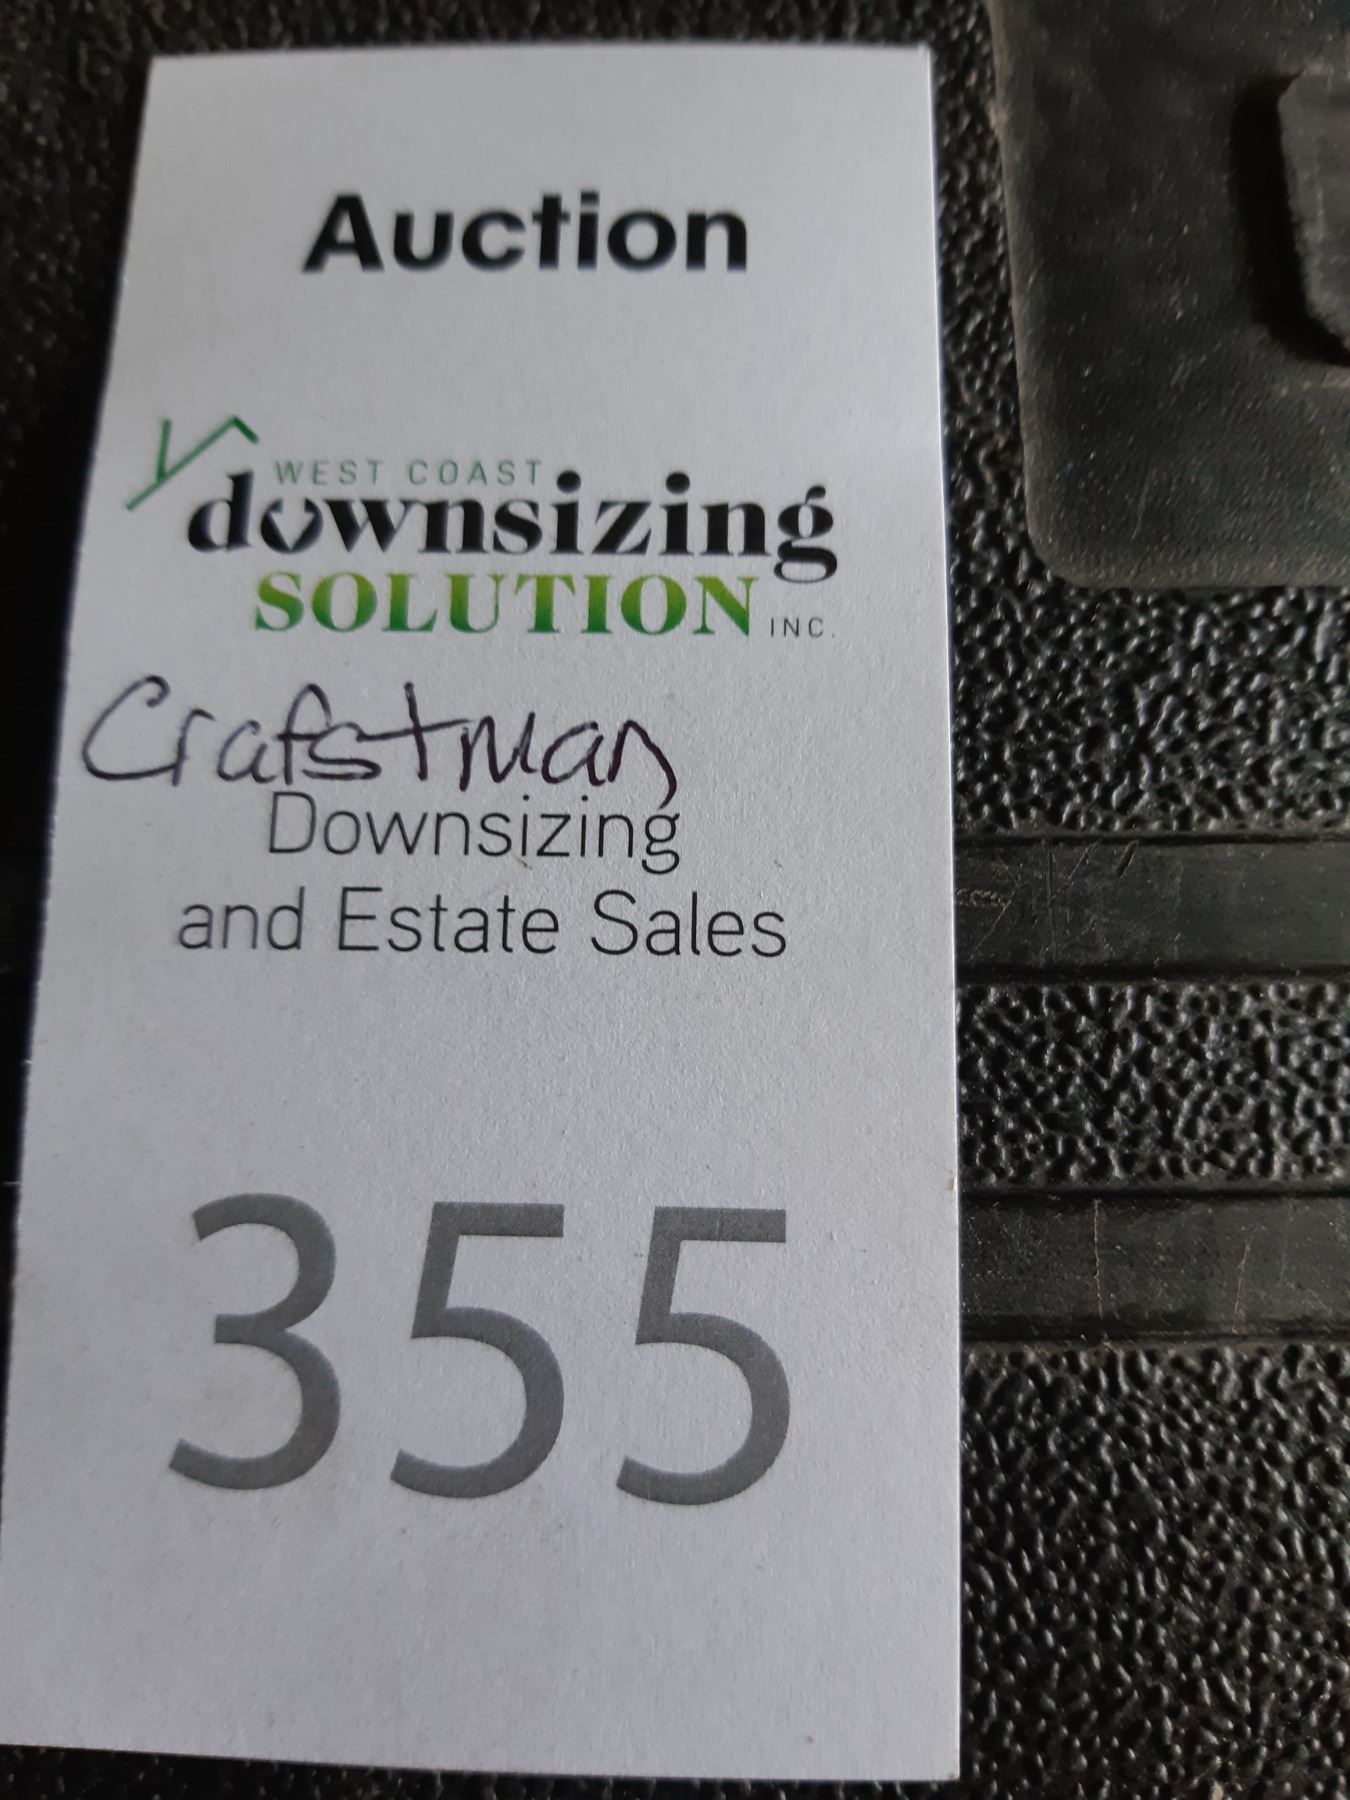 Auction
WEST COAST
downsizing
SOLUTION INC.
Crafstman
Downsizing
and Estate Sales
355